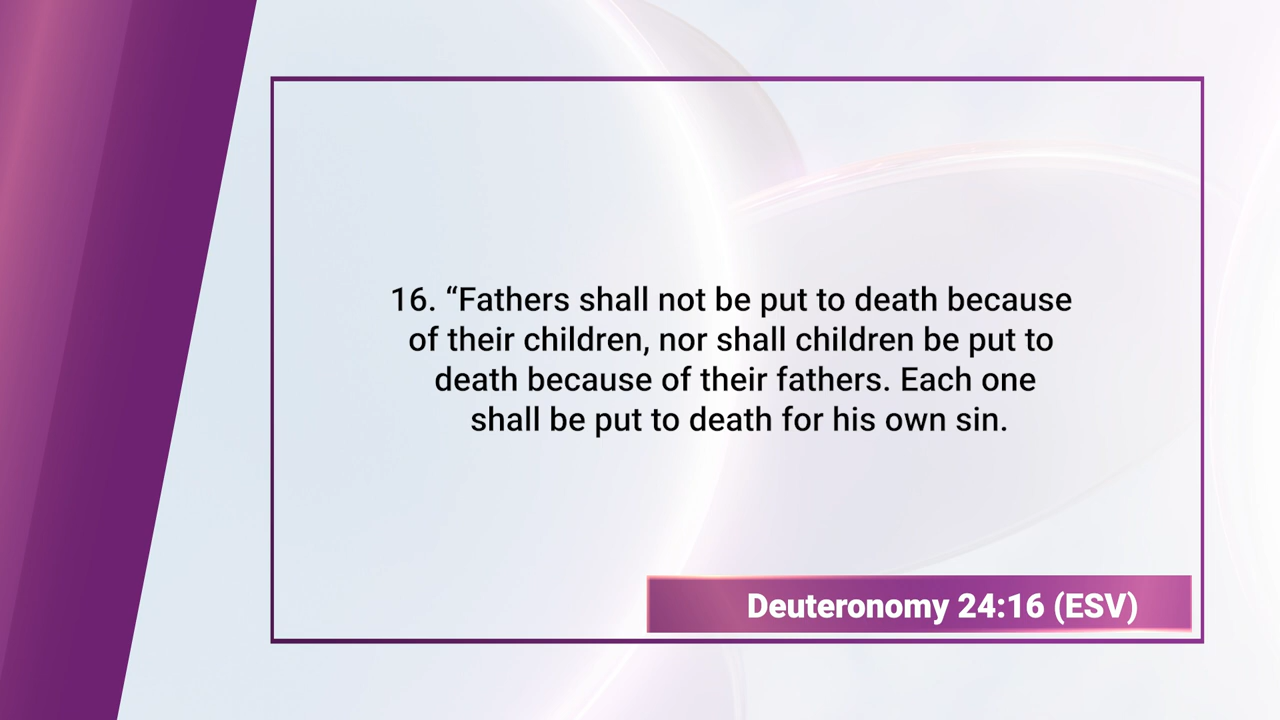 16. “Fathers shall not be put to death because
of their children, nor shall children be put to
death because of their fathers. Each one
shall be put to death for his own sin.
Deuteronomy 24:16 (ESV)